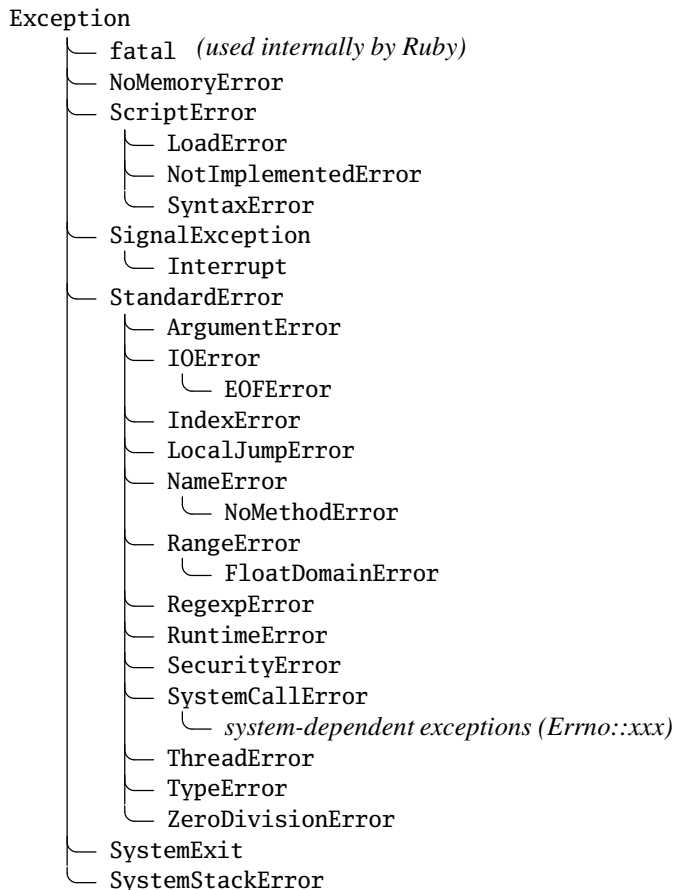 Exception
fatal (used internally by Ruby)
NoMemoryError
ScriptError
LoadError
NotImplementedError
SyntaxError
SignalException
Interrupt
StandardError
ArgumentError
IOError
EOFError
IndexError
LocalJumpError
NameError
NoMethodError
RangeError
FloatDomainError
RegexpError
RuntimeError
SecurityError
SystemCallError
system-dependent exceptions (Errno::xxx)
ThreadError
TypeError
ZeroDivisionError
SystemExit
SystemStackError